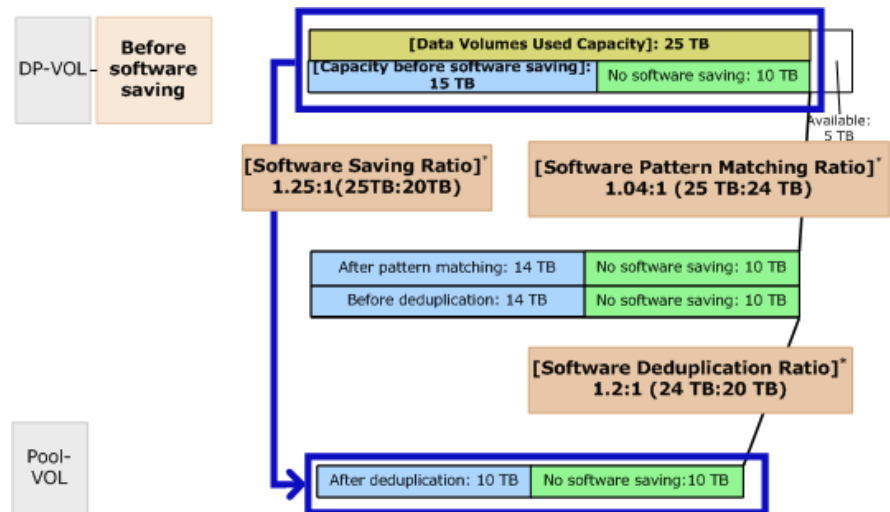 DP-VOL
Before
software
saving
[Data Volumes Used Capacity]: 25 TB
[Capacity before software saving]:
15 TB
No software saving: 10 TB
Available:
5 TB
[Software Saving Ratio]*
1.25:1(25TB:20TB)
[Software Pattern Matching Ratio]*
1.04:1 (25 TB:24 TB)
After pattern matching: 14 TB
No software saving: 10 TB
Before deduplication: 14 TB
No software saving: 10 TB
[Software Deduplication Ratio]*
1.2:1 (24 TB:20 TB)
Pool-
VOL
After deduplication: 10 TB
No software saving:10 TB